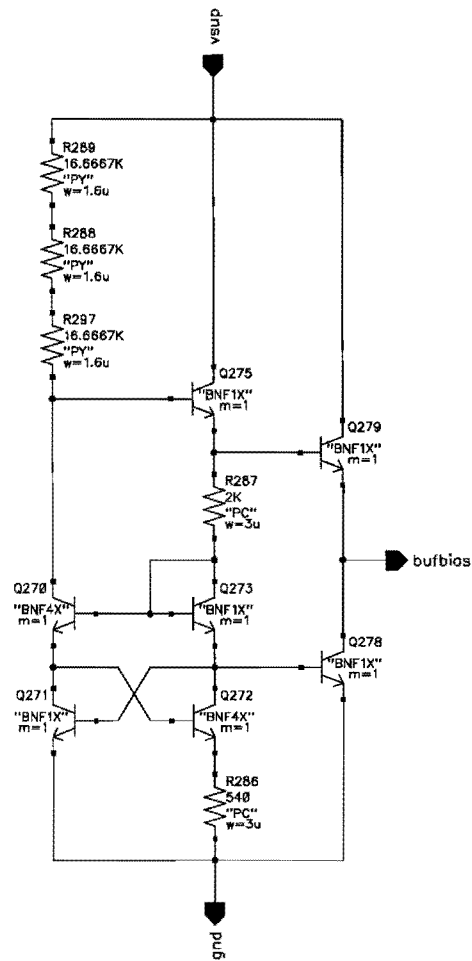 vsup
R289
16.6667K
"PY"
w=1.6u
R288
16.6667K
"PY"
w=1.6u
R297
16.6667K
"PY"
w=1.6u
Q275
"BNF1X"
m=1
Q279
"BNF1X"
m=1
R287
2K
"PC"
w=3u
bufbias
Q270
"BNF4X"
m=1
Q273
"BNF1X"
m=1
Q278
"BNF1X"
m=1
Q271
"BNF1X"
m=1
Q272
"BNF4X"
m=1
R286
540
"PC"
w=3u
gnd